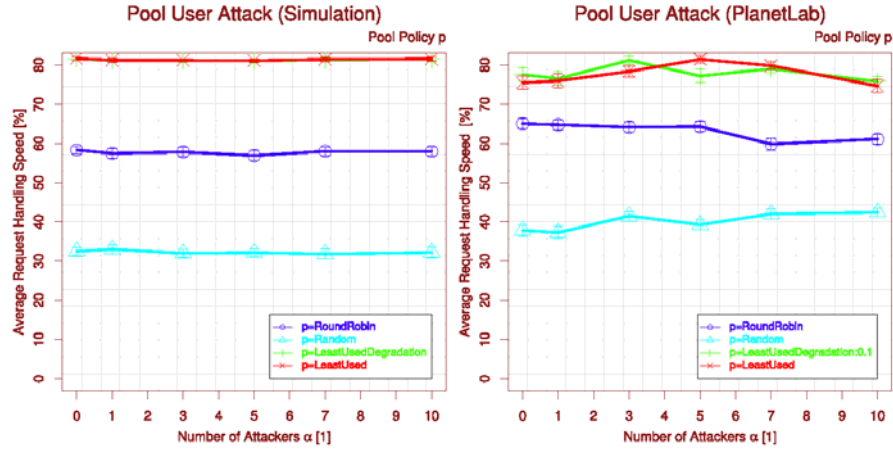 Pool User Attack (Simulation)
Pool Policy p
Average Request Handling Speed [%]
80
70
60
50
40
30
20
10
0
p=RoundRobin
p=Random
p=LeastUsedDegradation
p=LeastUsed
0 1 2 3 4 5 6 7 8 9 10
Number of Attackers α [1]
Pool User Attack (PlanetLab)
Pool Policy p
Average Request Handling Speed [%]
80
70
60
50
40
30
20
10
0
p=RoundRobin
p=Random
p=LeastUsedDegradation:0.1
p=LeastUsed
0 1 2 3 4 5 6 7 8 9 10
Number of Attackers α [1]